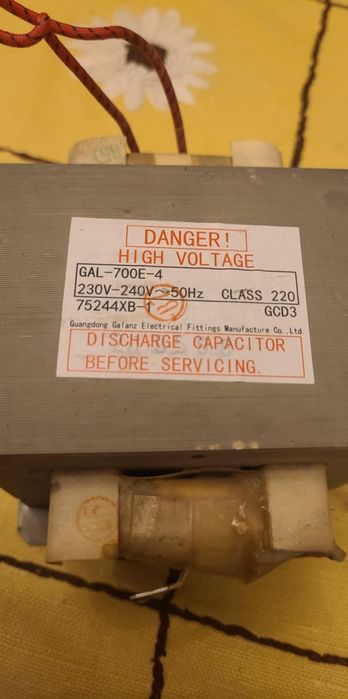 DANGER!
HIGH VOLTAGE
GAL-700E-4
230V-240V~50Hz CLASS 220
75244XB- GCD3
Guangdong Galanz Electrical Fittings Manufacture Co.,Ltd
DISCHARGE CAPACITOR
BEFORE SERVICING.